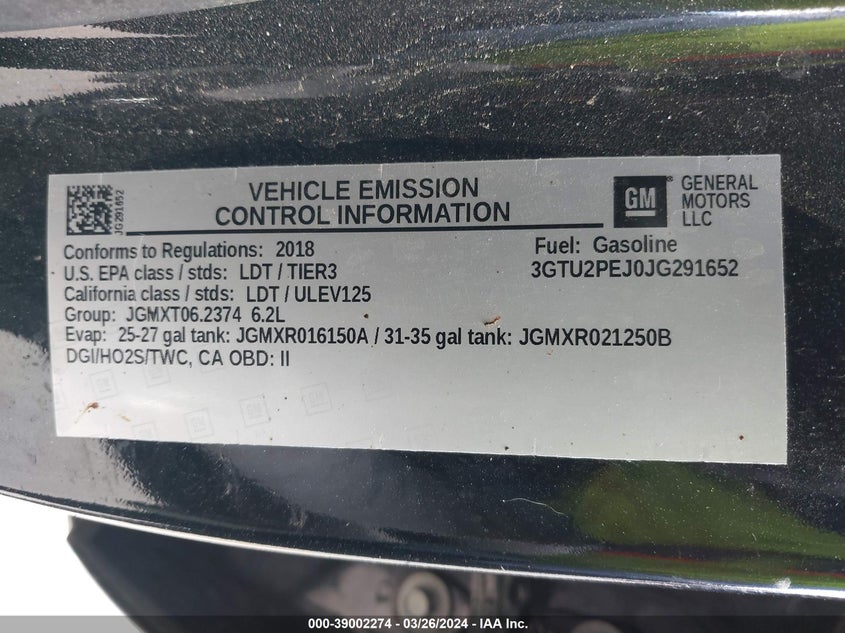 JG291652
VEHICLE EMISSION
CONTROL INFORMATION
GM
GENERAL
MOTORS
LLC
Conforms to Regulations: 2018
Fuel: Gasoline
U.S. EPA class / stds: LDT / TIER3
3GTU2PEJ0JG291652
California class / stds: LDT / ULEV125
Group: JGMXT06.2374 6.2L
Evap: 25-27 gal tank: JGMXR016150A / 31-35 gal tank: JGMXR021250B
DGI/HO2S/TWC, CA OBD: II
000-39002274 - 03/26/2024 - IAA Inc.